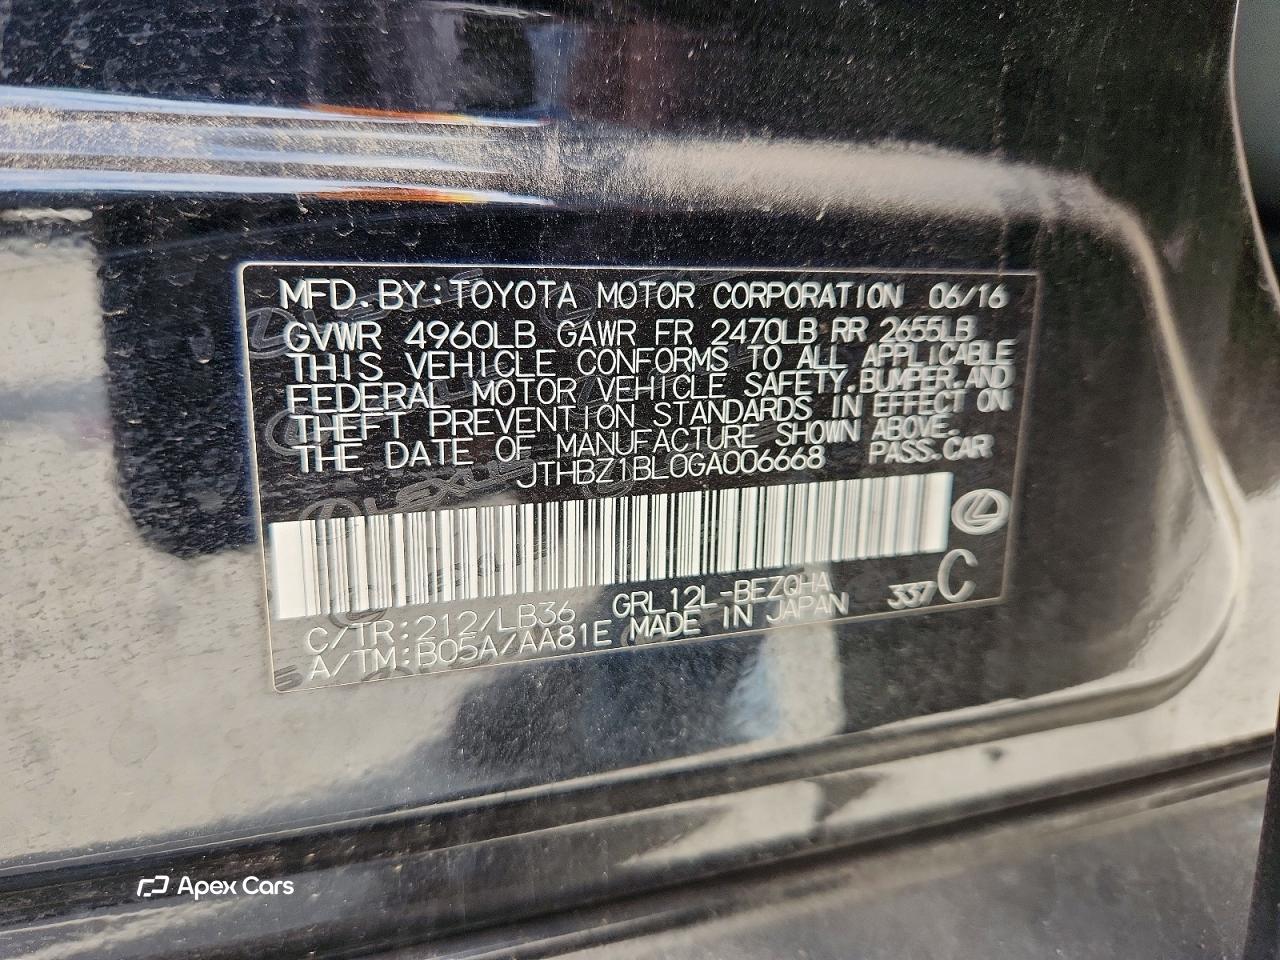 MFD.BY:TOYOTA MOTOR CORPORATION 06/16
GVWR 4960LB GAWR FR 2470LB RR 2655LB
THIS VEHICLE CONFORMS TO ALL APPLICABLE
FEDERAL MOTOR VEHICLE SAFETY,BUMPER,AND
THEFT PREVENTION STANDARDS IN EFFECT ON
THE DATE OF MANUFACTURE SHOWN ABOVE.
JTHBZ1BL0GA006668 PASS.CAR
LEXUS
C/TR:212/LB36 GRL12L-BEZQHA 337C
A/TM:B05A/AA81E MADE IN JAPAN
Apex Cars